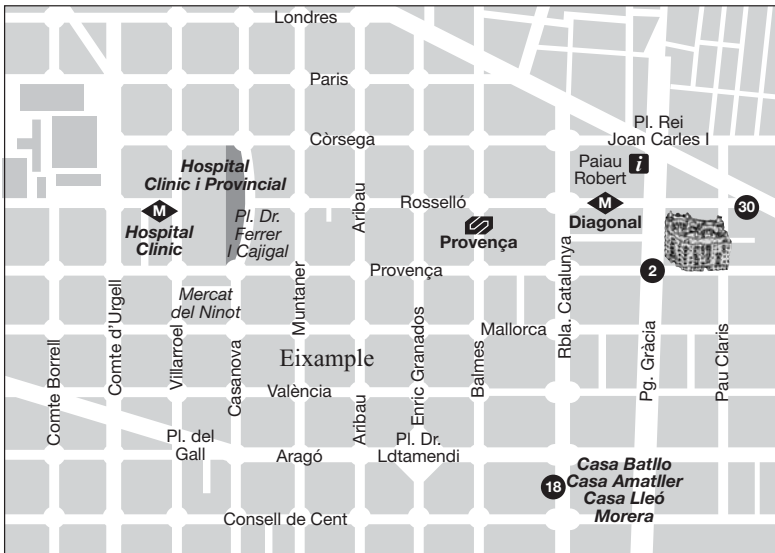 Londres
Paris
Pl. Rei
Joan Carles I
Còrsega
Paiau
Robert
i
Hospital
Clinic i Provincial
M
Hospital
Clinic
Pl. Dr.
Ferrer
I Cajigal
Aribau
Rosselló
Provença
M
Diagonal
30
Provença
2
Mercat
del Ninot
Comte Borrell
Comte d'Urgell
Villarroel
Casanova
Muntaner
Eixample
Enric Granados
Balmes
Mallorca
Rbla. Catalunya
Pg. Gràcia
Pau Claris
València
Aribau
Pl. del
Gall
Aragó
Pl. Dr.
Ldtamendi
18
Casa Batllo
Casa Amatller
Casa Lleó
Morera
Consell de Cent